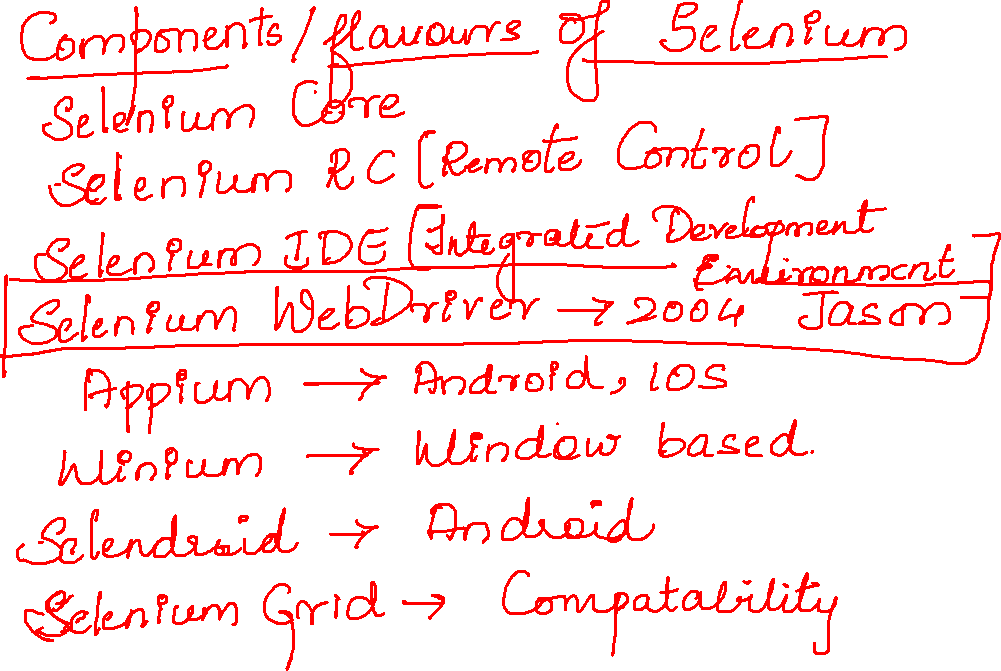 Components/flavours of Selenium
Selenium Core
Selenium RC [Remote Control]
Selenium IDE [Integrated Development
Environment]
Selenium WebDriver → 2004 Jason
Appium → Android, IOS
Winium → Window based.
Selendroid → Android
Selenium Grid → Compatability